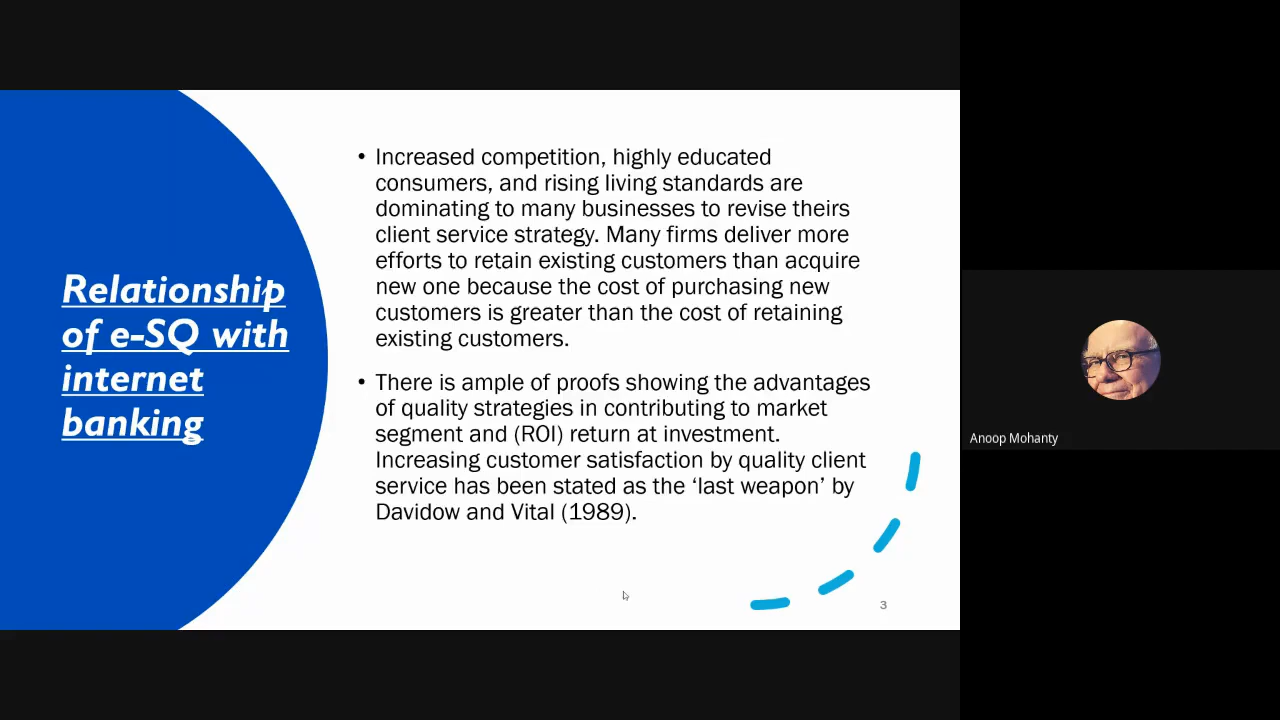 Relationship
of e-SQ with
internet
banking
• Increased competition, highly educated
consumers, and rising living standards are
dominating to many businesses to revise theirs
client service strategy. Many firms deliver more
efforts to retain existing customers than acquire
new one because the cost of purchasing new
customers is greater than the cost of retaining
existing customers.
• There is ample of proofs showing the advantages
of quality strategies in contributing to market
segment and (ROI) return at investment.
Increasing customer satisfaction by quality client
service has been stated as the ‘last weapon’ by
Davidow and Vital (1989).
3
Anoop Mohanty